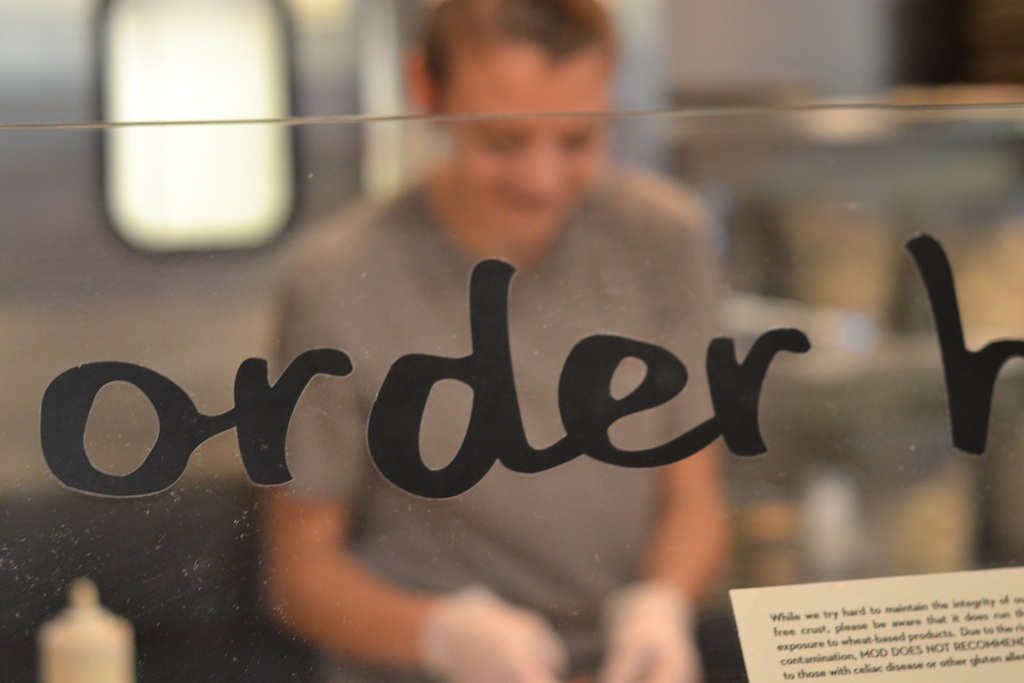 order h
While we try hard to maintain the integrity of
free crust, please be aware that it does run
exposure to wheat-based products. Due to the
contamination, MOD DOES NOT RECOMMEN
to those with celiac disease or other gluten